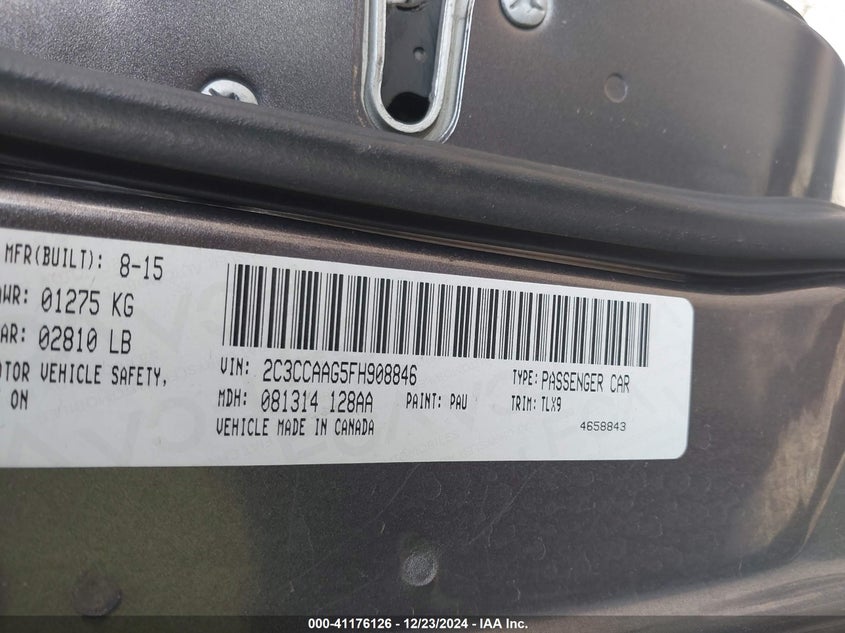 MFR(BUILT): 8-15
WR: 01275 KG
AR: 02810 LB
OTOR VEHICLE SAFETY,
ON
VIN: 2C3CCAAG5FH908846
TYPE: PASSENGER CAR
MDH: 081314 128AA
PAINT: PAU
TRIM: TLX9
VEHICLE MADE IN CANADA
4658843
000-41176126 - 12/23/2024 - IAA Inc.